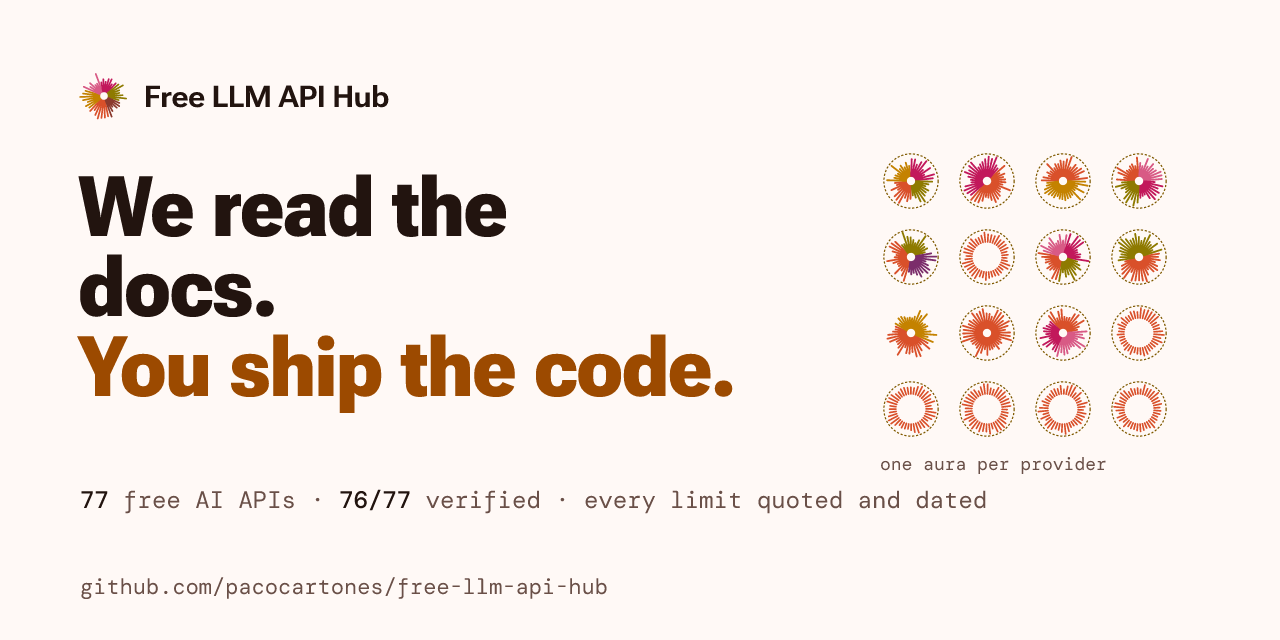 Free LLM API Hub
We read the
docs.
You ship the code.
one aura per provider
77 free AI APIs · 76/77 verified · every limit quoted and dated
github.com/pacocartones/free-llm-api-hub